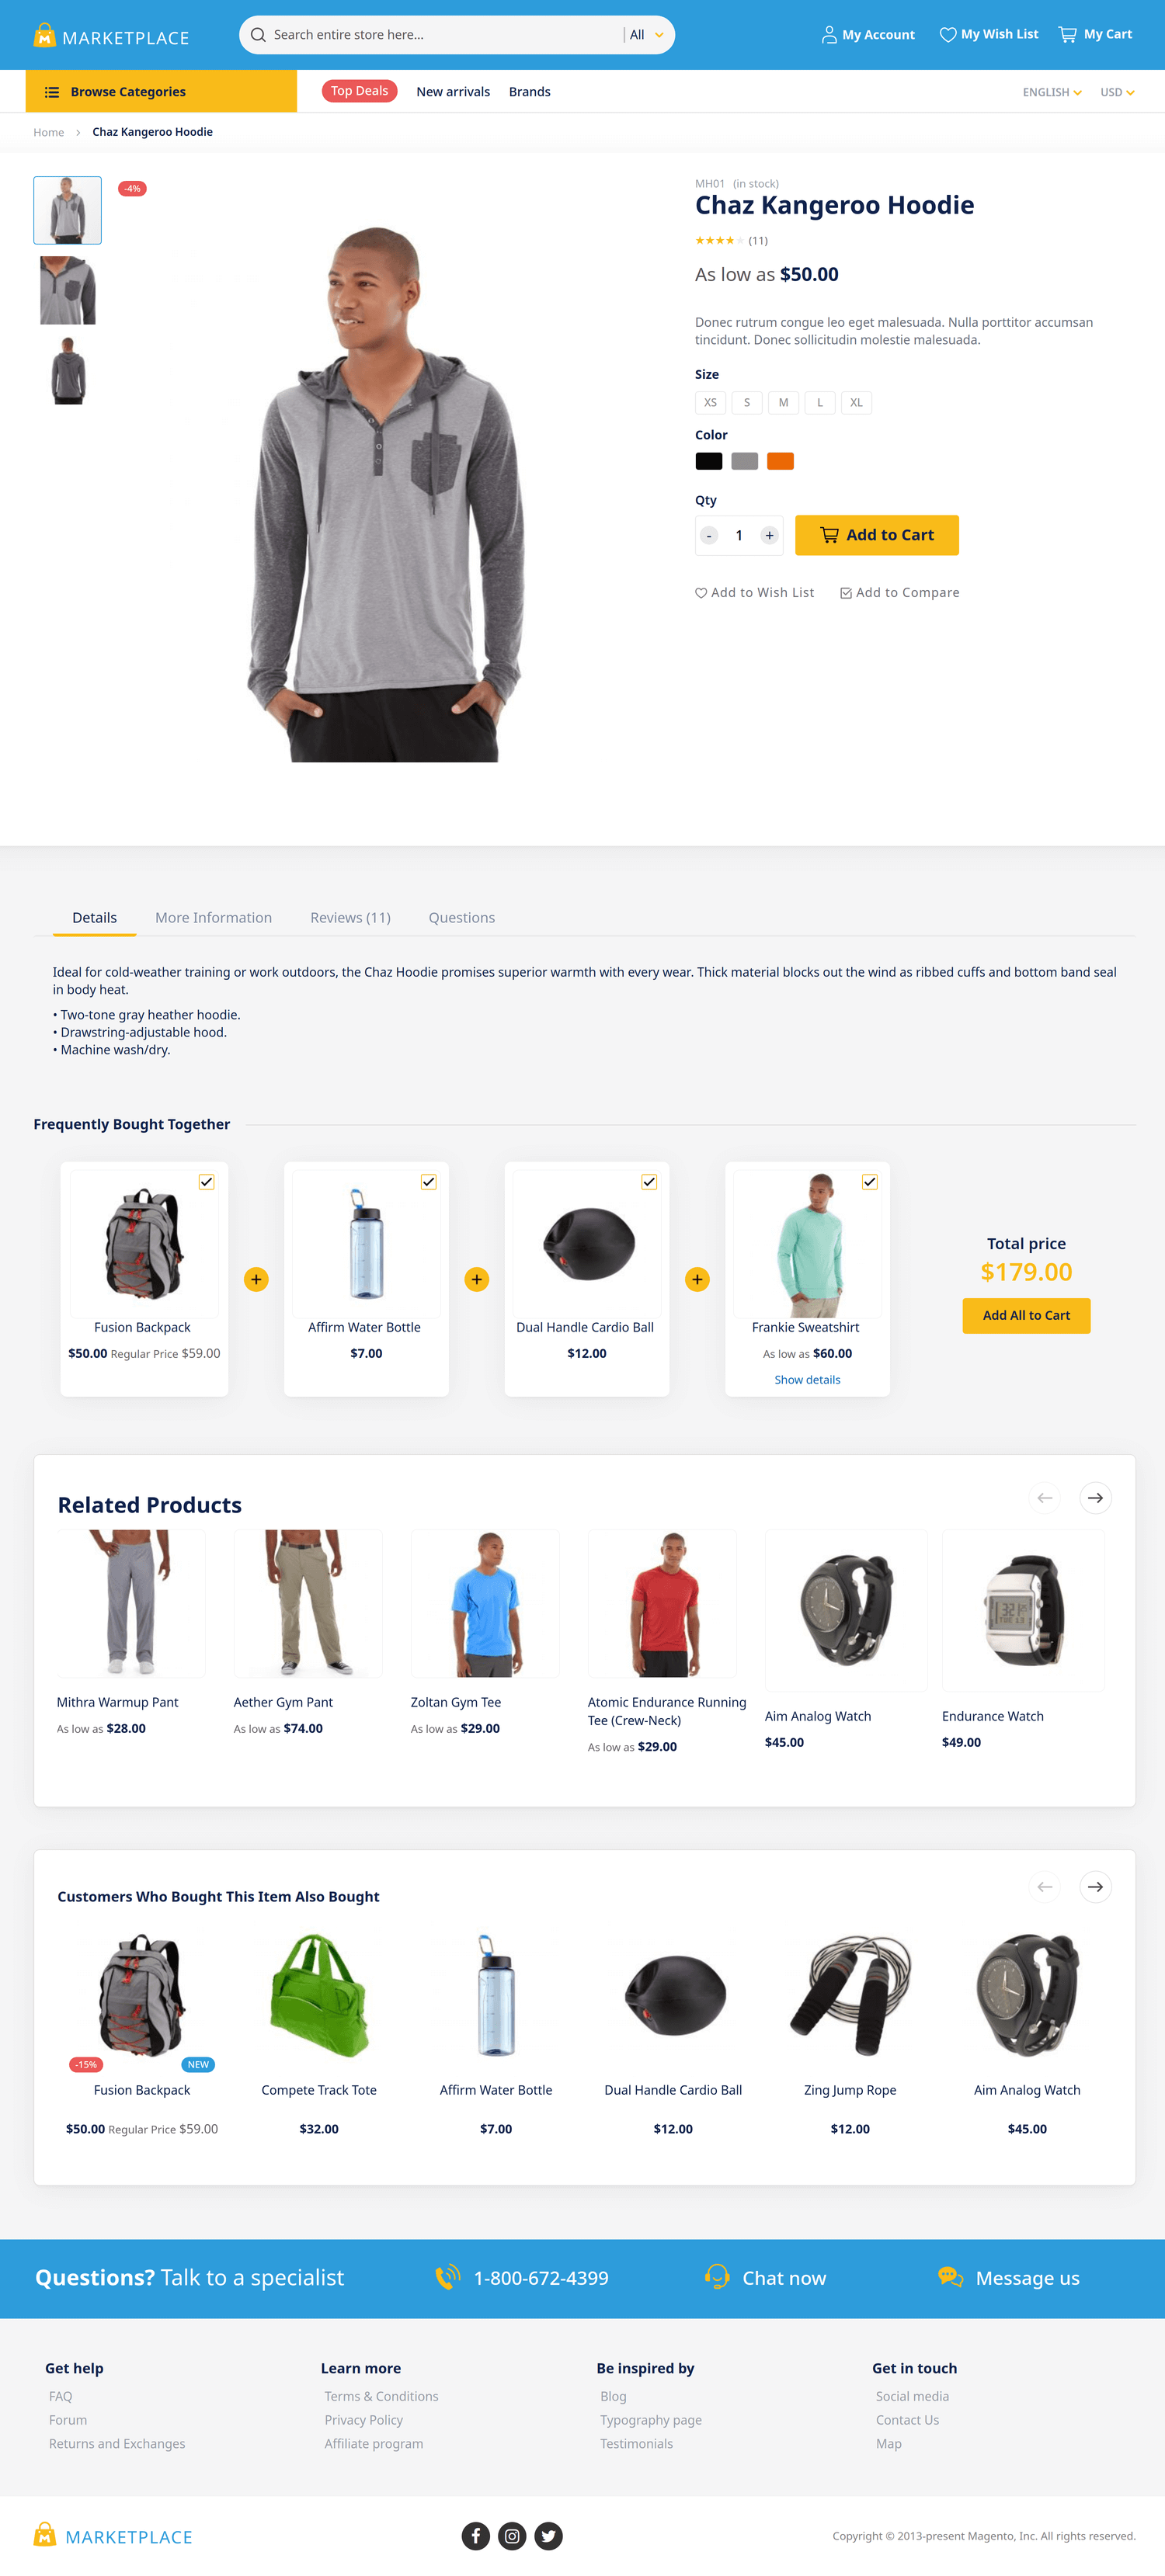 MARKETPLACE
Search entire store here...
All
My Account
My Wish List
My Cart
Browse Categories
Top Deals
New arrivals
Brands
ENGLISH
USD
Home
Chaz Kangeroo Hoodie
-4%
MH01 (in stock)
Chaz Kangeroo Hoodie
(11)
As low as $50.00
Donec rutrum congue leo eget malesuada. Nulla porttitor accumsan
tincidunt. Donec sollicitudin molestie malesuada.
Size
XS S M L XL
Color
Qty
- 1 +
Add to Cart
Add to Wish List
Add to Compare
Details
More Information
Reviews (11)
Questions
Ideal for cold-weather training or work outdoors, the Chaz Hoodie promises superior warmth with every wear. Thick material blocks out the wind as ribbed cuffs and bottom band seal
in body heat.
• Two-tone gray heather hoodie.
• Drawstring-adjustable hood.
• Machine wash/dry.
Frequently Bought Together
Fusion Backpack
$50.00 Regular Price $59.00
+
Affirm Water Bottle
$7.00
+
Dual Handle Cardio Ball
$12.00
+
Frankie Sweatshirt
As low as $60.00
Show details
Total price
$179.00
Add All to Cart
Related Products
Mithra Warmup Pant
As low as $28.00
Aether Gym Pant
As low as $74.00
Zoltan Gym Tee
As low as $29.00
Atomic Endurance Running
Tee (Crew-Neck)
As low as $29.00
Aim Analog Watch
$45.00
Endurance Watch
$49.00
Customers Who Bought This Item Also Bought
-15%
NEW
Fusion Backpack
$50.00 Regular Price $59.00
Compete Track Tote
$32.00
Affirm Water Bottle
$7.00
Dual Handle Cardio Ball
$12.00
Zing Jump Rope
$12.00
Aim Analog Watch
$45.00
Questions? Talk to a specialist
1-800-672-4399
Chat now
Message us
Get help
FAQ
Forum
Returns and Exchanges
Learn more
Terms & Conditions
Privacy Policy
Affiliate program
Be inspired by
Blog
Typography page
Testimonials
Get in touch
Social media
Contact Us
Map
MARKETPLACE
Copyright © 2013-present Magento, Inc. All rights reserved.